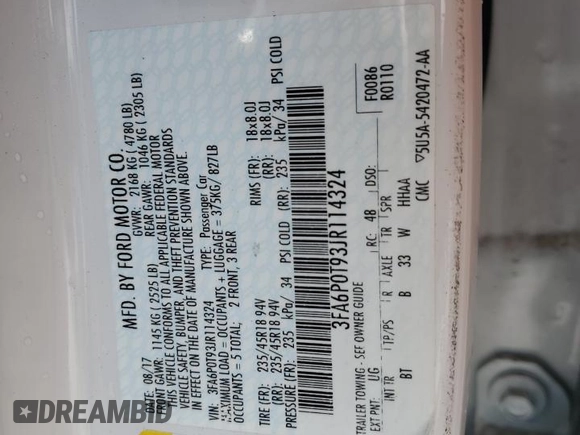 MFD. BY FORD MOTOR CO.
DATE: 08/17 GVWR: 2168 KG (4780 LB)
FRONT GAWR: 1145 KG (2525 LB) REAR GAWR: 1046 KG (2305 LB)
THIS VEHICLE CONFORMS TO ALL APPLICABLE FEDERAL MOTOR
VEHICLE SAFETY, BUMPER, AND THEFT PREVENTION STANDARDS
IN EFFECT ON THE DATE OF MANUFACTURE SHOWN ABOVE.
VIN: 3FA6P0T93JR114324 TYPE: Passenger Car
MAXIMUM LOAD = OCCUPANTS + LUGGAGE = 375KG/ 827LB
OCCUPANTS = 5 TOTAL; 2 FRONT, 3 REAR
TIRE (FR): 235/45R18 94V RIMS (FR): 18x8.0J
(RR): 235/45R18 94V (RR): 18x8.0J
PRESSURE (FR): 235 kPa/ 34 PSI COLD (RR): 235 kPa/ 34 PSI COLD
3FA6P0T93JR114324
F0086
R0110
TRAILER TOWING - SEE OWNER GUIDE
EXT PNT: UG RC: 48 DSO:
INT TR TP/PS R AXLE TR SPR
BT B 33 W HHAA
CMC ▽5U5A-5420472-AA
DREAMBID